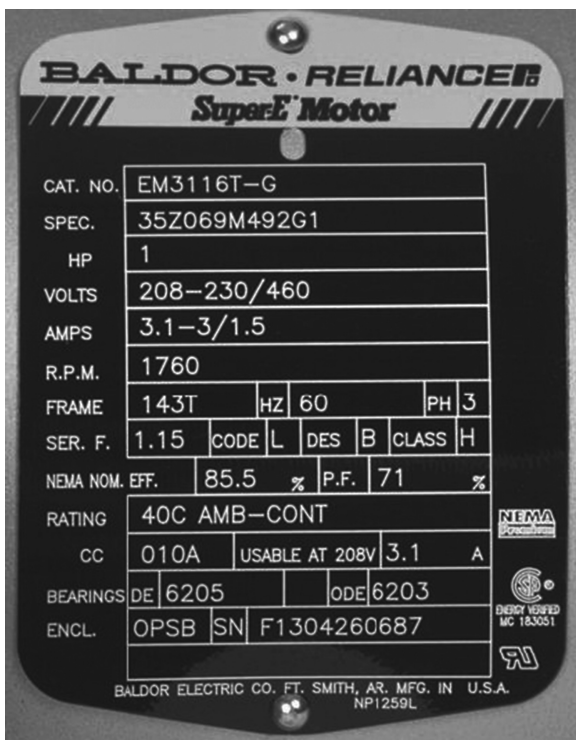 BALDOR • RELIANCE
Super-E Motor
CAT. NO. EM3116T-G
SPEC. 35Z069M492G1
HP 1
VOLTS 208-230/460
AMPS 3.1-3/1.5
R.P.M. 1760
FRAME 143T HZ 60 PH 3
SER. F. 1.15 CODE L DES B CLASS H
NEMA NOM. EFF. 85.5 % P.F. 71 %
RATING 40C AMB-CONT
NEMA
Premium
CC 010A USABLE AT 208V 3.1 A
BEARINGS DE 6205 ODE 6203
ENERGY VERIFIED
MC 183051
ENCL. OPSB SN F1304260687
BALDOR ELECTRIC CO. FT. SMITH, AR. MFG. IN U.S.A.
NP1259L